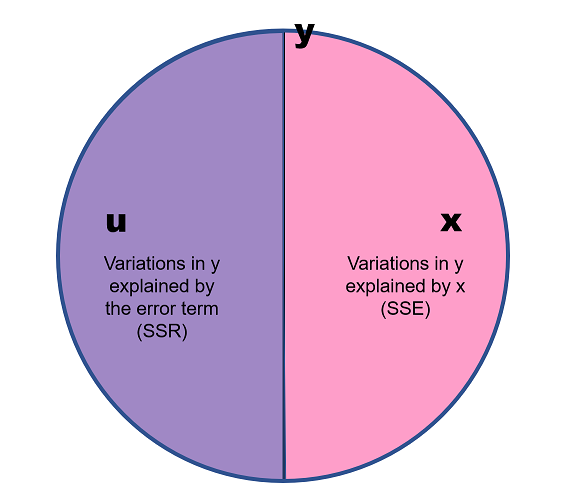 y
u
Variations in y
explained by
the error term
(SSR)
x
Variations in y
explained by x
(SSE)